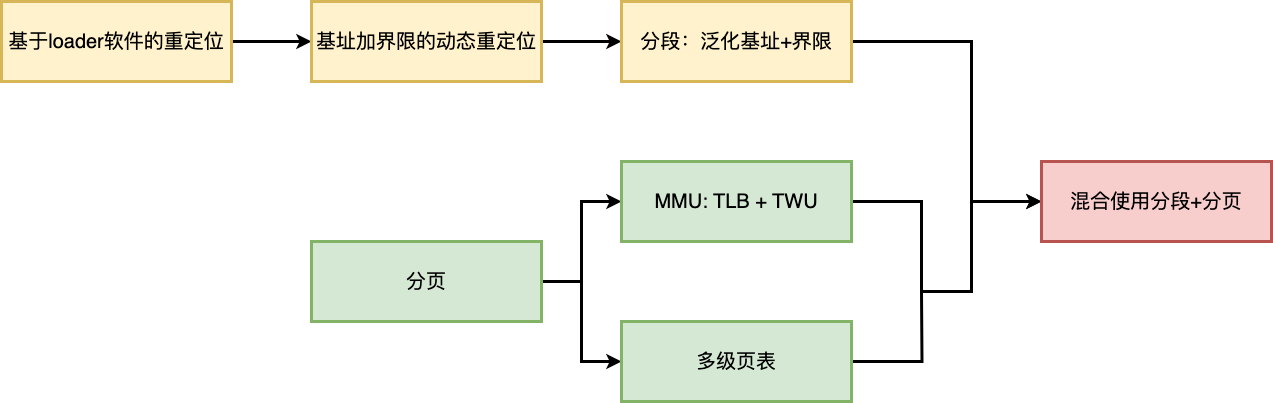 基于loader软件的重定位
基址加界限的动态重定位
分段：泛化基址+界限
MMU: TLB + TWU
混合使用分段+分页
分页
多级页表